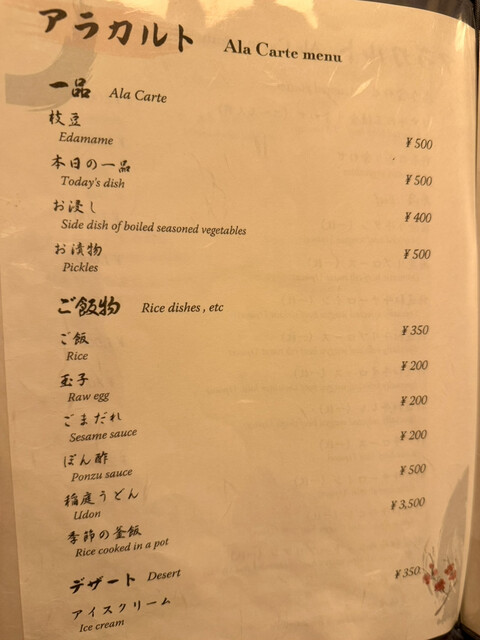 アラカルト Ala Carte menu
一品 Ala Carte
枝豆
Edamame ¥500
本日の一品
Today's dish ¥500
お浸し
Side dish of boiled seasoned vegetables ¥400
お漬物
Pickles ¥500
ご飯物 Rice dishes , etc
ご飯 ¥350
Rice
玉子 ¥200
Raw egg
ごまだれ ¥200
Sesame sauce
ぽん酢 ¥200
Ponzu sauce
稲庭うどん ¥500
Udon
季節の釜飯 ¥3,500
Rice cooked in a pot
デザート Desert
アイスクリーム ¥350
Ice cream